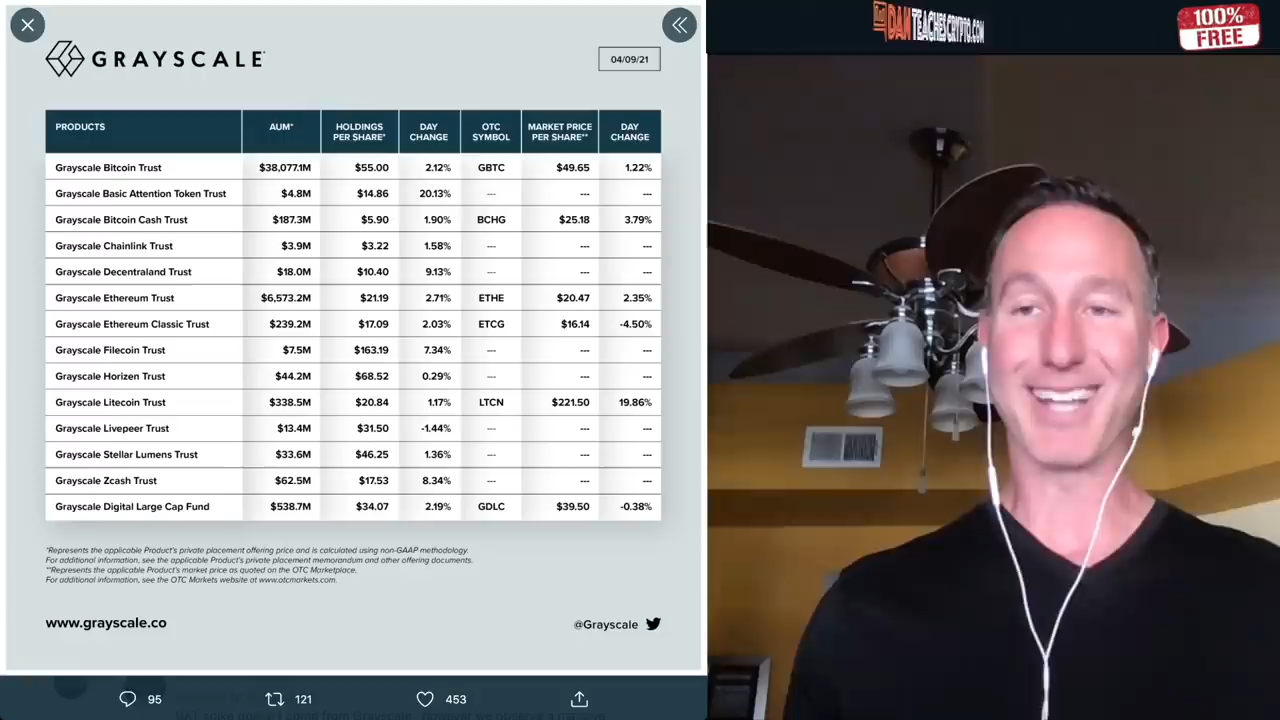 GRAYSCALE
04/09/21
PRODUCTS AUM* HOLDINGS PER SHARE* DAY CHANGE OTC SYMBOL MARKET PRICE PER SHARE** DAY CHANGE
Grayscale Bitcoin Trust $38,077.1M $55.00 2.12% GBTC $49.65 1.22%
Grayscale Basic Attention Token Trust $4.8M $14.86 20.13% --- --- ---
Grayscale Bitcoin Cash Trust $187.3M $5.90 1.90% BCHG $25.18 3.79%
Grayscale Chainlink Trust $3.9M $3.22 1.58% --- --- ---
Grayscale Decentraland Trust $18.0M $10.40 9.13% --- --- ---
Grayscale Ethereum Trust $6,573.2M $21.19 2.71% ETHE $20.47 2.35%
Grayscale Ethereum Classic Trust $239.2M $17.09 2.03% ETCG $16.14 -4.50%
Grayscale Filecoin Trust $7.5M $163.19 7.34% --- --- ---
Grayscale Horizen Trust $44.2M $68.52 0.29% --- --- ---
Grayscale Litecoin Trust $338.5M $20.84 1.17% LTCN $221.50 19.86%
Grayscale Livepeer Trust $13.4M $31.50 -1.44% --- --- ---
Grayscale Stellar Lumens Trust $33.6M $46.25 1.36% --- --- ---
Grayscale Zcash Trust $62.5M $17.53 8.34% --- --- ---
Grayscale Digital Large Cap Fund $538.7M $34.07 2.19% GDLC $39.50 -0.38%
*Represents the applicable Product's private placement offering price and is calculated using non-GAAP methodology.
For additional information, see the applicable Product's private placement memorandum and other offering documents.
**Represents the applicable Product's market price as quoted on the OTC Marketplace.
For additional information, see the OTC Markets website at www.otcmarkets.com.
www.grayscale.co
@Grayscale
95 121 453
DANTEACHESCRYPTO.COM
100%
FREE